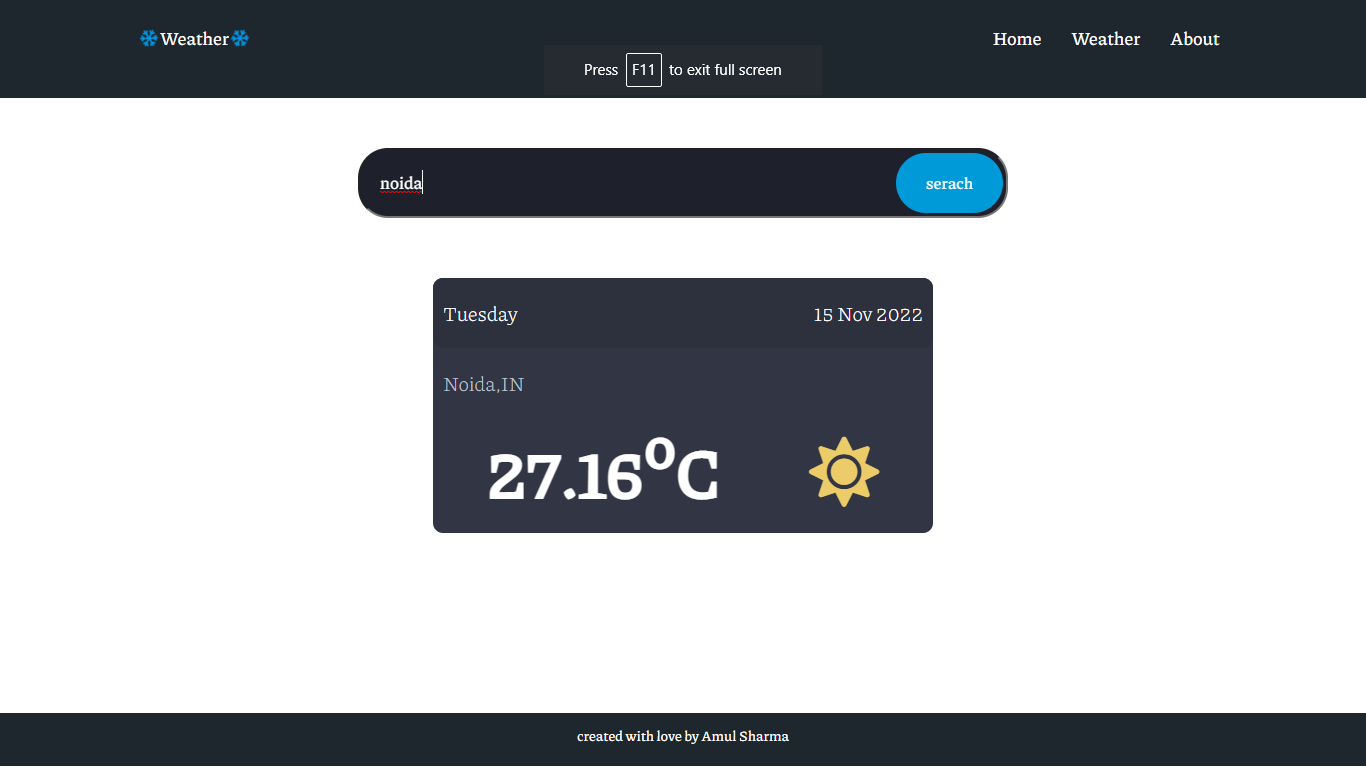 ❄Weather❄ Home Weather About
Press F11 to exit full screen
noida serach
Tuesday 15 Nov 2022
Noida,IN
27.16⁰C
created with love by Amul Sharma